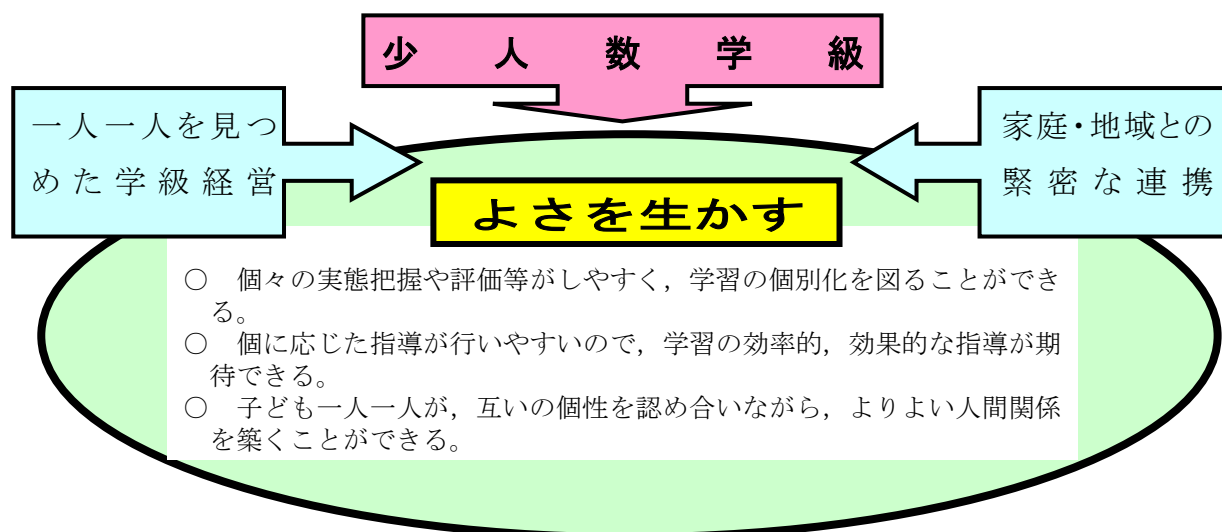 少人数学級
一人一人を見つ
めた学級経営
家庭・地域との
緊密な連携
よさを生かす
○　個々の実態把握や評価等がしやすく，学習の個別化を図ることができ
る。
○　個に応じた指導が行いやすいので，学習の効率的，効果的な指導が期
待できる。
○　子ども一人一人が，互いの個性を認め合いながら，よりよい人間関係
を築くことができる。